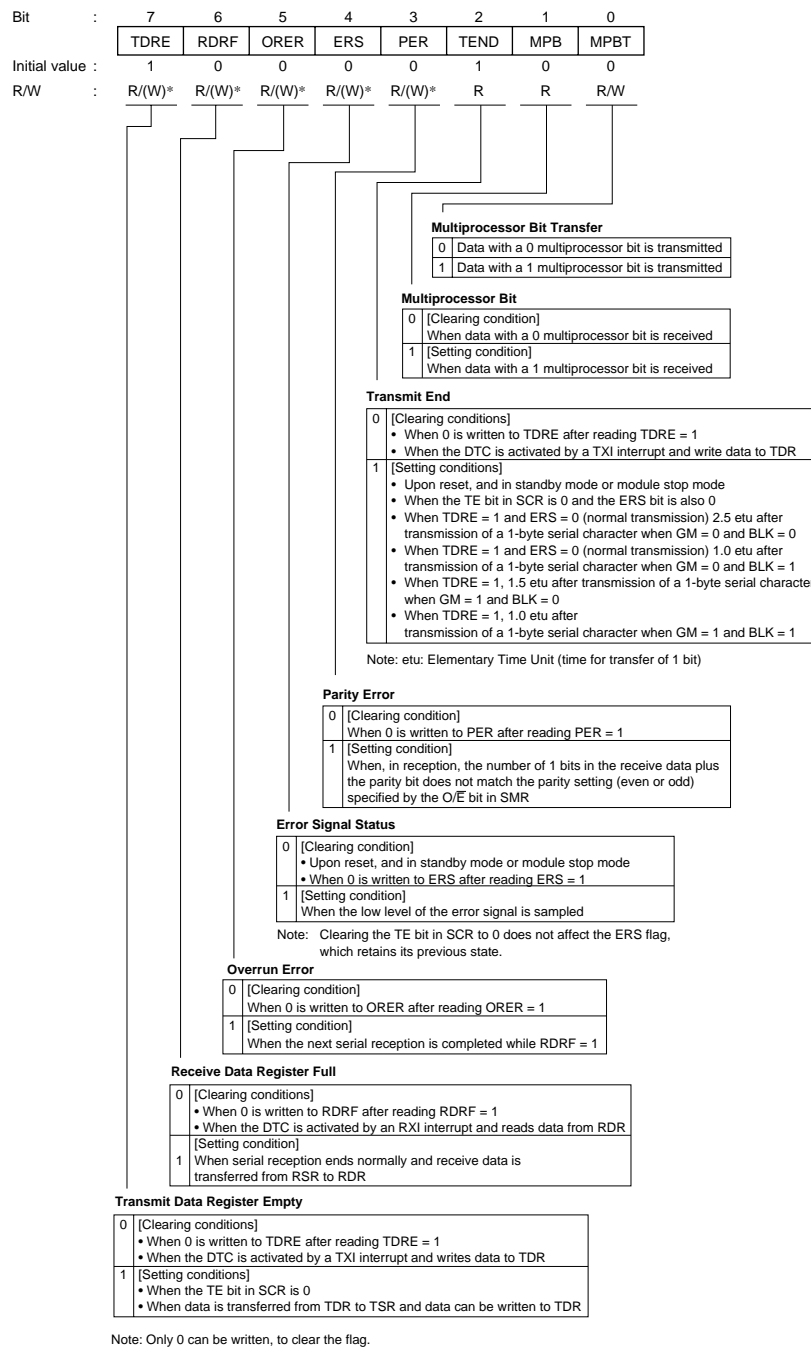 Bit : 7 6 5 4 3 2 1 0
TDRE RDRF ORER ERS PER TEND MPB MPBT
Initial value : 1 0 0 0 0 1 0 0
R/W : R/(W)* R/(W)* R/(W)* R/(W)* R/(W)* R R R/W
Multiprocessor Bit Transfer
0 Data with a 0 multiprocessor bit is transmitted
1 Data with a 1 multiprocessor bit is transmitted
Multiprocessor Bit
0 [Clearing condition]
When data with a 0 multiprocessor bit is received
1 [Setting condition]
When data with a 1 multiprocessor bit is received
Transmit End
0 [Clearing conditions]
• When 0 is written to TDRE after reading TDRE = 1
• When the DTC is activated by a TXI interrupt and write data to TDR
1 [Setting conditions]
• Upon reset, and in standby mode or module stop mode
• When the TE bit in SCR is 0 and the ERS bit is also 0
• When TDRE = 1 and ERS = 0 (normal transmission) 2.5 etu after
transmission of a 1-byte serial character when GM = 0 and BLK = 0
• When TDRE = 1 and ERS = 0 (normal transmission) 1.0 etu after
transmission of a 1-byte serial character when GM = 0 and BLK = 1
• When TDRE = 1, 1.5 etu after transmission of a 1-byte serial character
when GM = 1 and BLK = 0
• When TDRE = 1, 1.0 etu after
transmission of a 1-byte serial character when GM = 1 and BLK = 1
Note: etu: Elementary Time Unit (time for transfer of 1 bit)
Parity Error
0 [Clearing condition]
When 0 is written to PER after reading PER = 1
1 [Setting condition]
When, in reception, the number of 1 bits in the receive data plus
the parity bit does not match the parity setting (even or odd)
specified by the O/E̅ bit in SMR
Error Signal Status
0 [Clearing condition]
• Upon reset, and in standby mode or module stop mode
• When 0 is written to ERS after reading ERS = 1
1 [Setting condition]
When the low level of the error signal is sampled
Note: Clearing the TE bit in SCR to 0 does not affect the ERS flag,
which retains its previous state.
Overrun Error
0 [Clearing condition]
When 0 is written to ORER after reading ORER = 1
1 [Setting condition]
When the next serial reception is completed while RDRF = 1
Receive Data Register Full
0 [Clearing conditions]
• When 0 is written to RDRF after reading RDRF = 1
• When the DTC is activated by an RXI interrupt and reads data from RDR
[Setting condition]
1 When serial reception ends normally and receive data is
transferred from RSR to RDR
Transmit Data Register Empty
0 [Clearing conditions]
• When 0 is written to TDRE after reading TDRE = 1
• When the DTC is activated by a TXI interrupt and writes data to TDR
1 [Setting conditions]
• When the TE bit in SCR is 0
• When data is transferred from TDR to TSR and data can be written to TDR
Note: Only 0 can be written, to clear the flag.